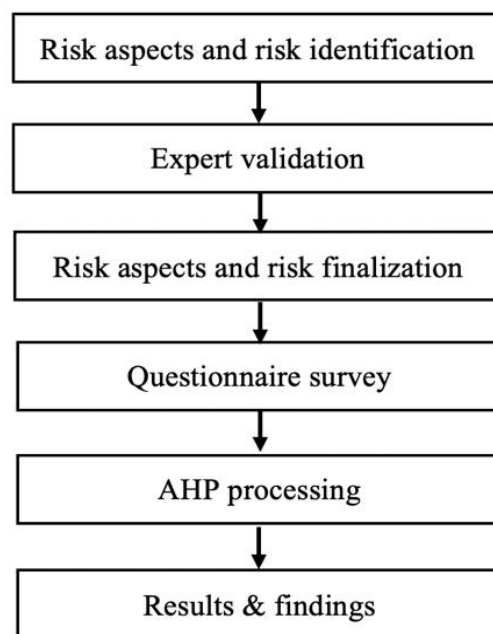 Risk aspects and risk identification
Expert validation
Risk aspects and risk finalization
Questionnaire survey
AHP processing
Results & findings